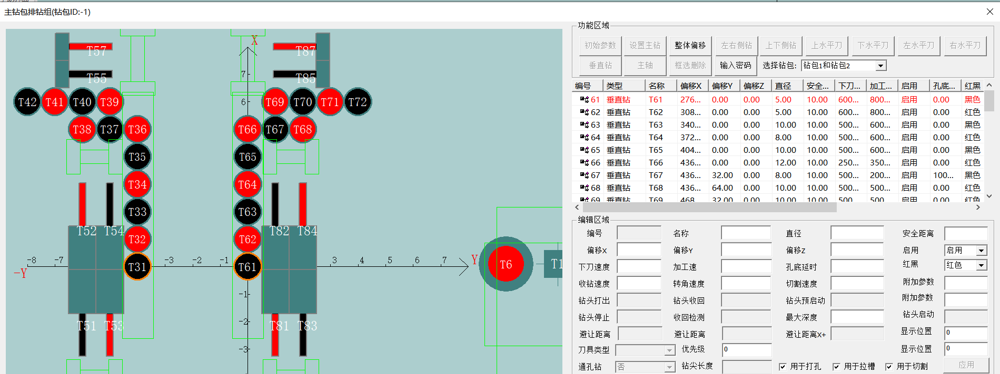 主钻包排钻组(钻包ID:-1)
X
T57
T87
T55
T85
7
T42 T41 T40 T39 T69 T70 T71 T72
6
T38 T37 T36 T66 T67 T68
T35 T65
T34 T64
T33 T63
T52 T54 T82 T84
T32 T62
-8 -7 -3 -2 -1 3 4 5 6 7
-Y T31 T61 Y T6 T1
-1
-2
T51 T53 T81 T83
-3
功能区域
初始参数 设置主钻 整体偏移 左右侧钻 上下侧钻 上水平刀 下水平刀 左水平刀 右水平刀
垂直钻 主轴 框选删除 输入密码 选择钻包: 钻包1和钻包2
编号 类型 名称 偏移X 偏移Y 偏移Z 直径 安全... 下刀... 加工... 启用 孔底... 红黑
61 垂直钻 T61 276... 0.00 0.00 5.00 10.00 600... 800... 启用 0.00 黑色
62 垂直钻 T62 308... 0.00 0.00 5.00 10.00 600... 800... 启用 0.00 红色
63 垂直钻 T63 340... 0.00 0.00 10.00 10.00 500... 600... 启用 0.00 黑色
64 垂直钻 T64 372... 0.00 0.00 8.00 10.00 500... 600... 启用 0.00 红色
65 垂直钻 T65 404... 0.00 0.00 10.00 10.00 500... 600... 启用 0.00 黑色
66 垂直钻 T66 436... 0.00 0.00 12.00 10.00 250... 350... 启用 0.00 红色
67 垂直钻 T67 436... 32.00 0.00 8.00 10.00 500... 200... 启用 100... 黑色
68 垂直钻 T68 436... 64.00 0.00 10.00 10.00 500... 500... 启用 0.00 红色
69 垂直钻 T69 468... 32.00 0.00 10.00 10.00 500... 500... 启用 0.00 红色
编辑区域
编号 名称 直径 安全距离
偏移X 偏移Y 偏移Z 启用 启用
下刀速度 加工速 孔底延时 红黑 红色
收钻速度 转角速度 切割速度 附加参数
钻头打出 钻头收回 钻头预启动 附加参数
钻头停止 收回检测 最大深度 钻头启动
避让距离 避让距离 避让距离X+ 显示位置 0
刀具类型 优先级 0 显示位置 0
通孔钻 否 钻尖长度 用于打孔 用于拉槽 用于切割 应用